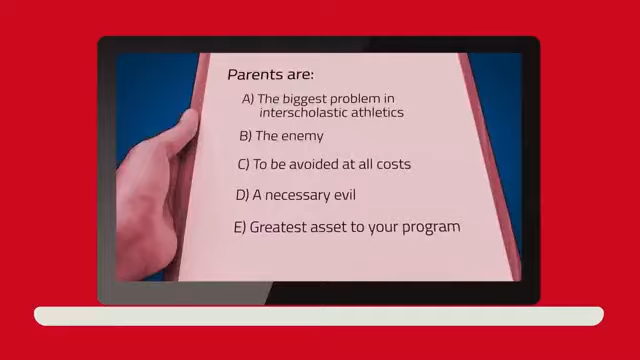 Parents are:
A) The biggest problem in
interscholastic athletics
B) The enemy
C) To be avoided at all costs
D) A necessary evil
E) Greatest asset to your program